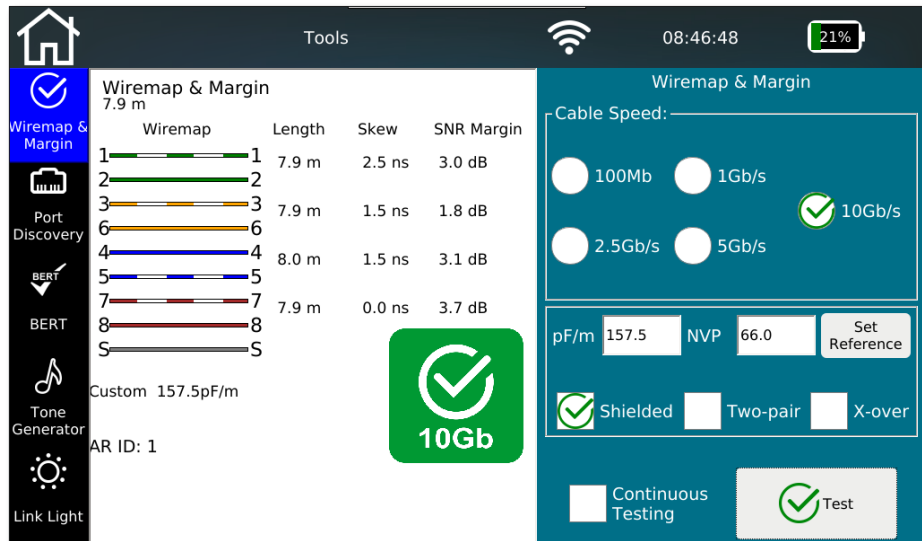 Tools 08:46:48 21%
Wiremap & Margin
Port Discovery
BERT
BERT
Tone Generator
Link Light
Wiremap & Margin
7.9 m
Wiremap Length Skew SNR Margin
1 1 7.9 m 2.5 ns 3.0 dB
2 2
3 3 7.9 m 1.5 ns 1.8 dB
6 6
4 4 8.0 m 1.5 ns 3.1 dB
5 5
7 7 7.9 m 0.0 ns 3.7 dB
8 8
S S
Custom 157.5pF/m
10Gb
AR ID: 1
Wiremap & Margin
Cable Speed:
100Mb 1Gb/s
10Gb/s
2.5Gb/s 5Gb/s
pF/m 157.5 NVP 66.0 Set Reference
Shielded Two-pair X-over
Continuous Testing
Test